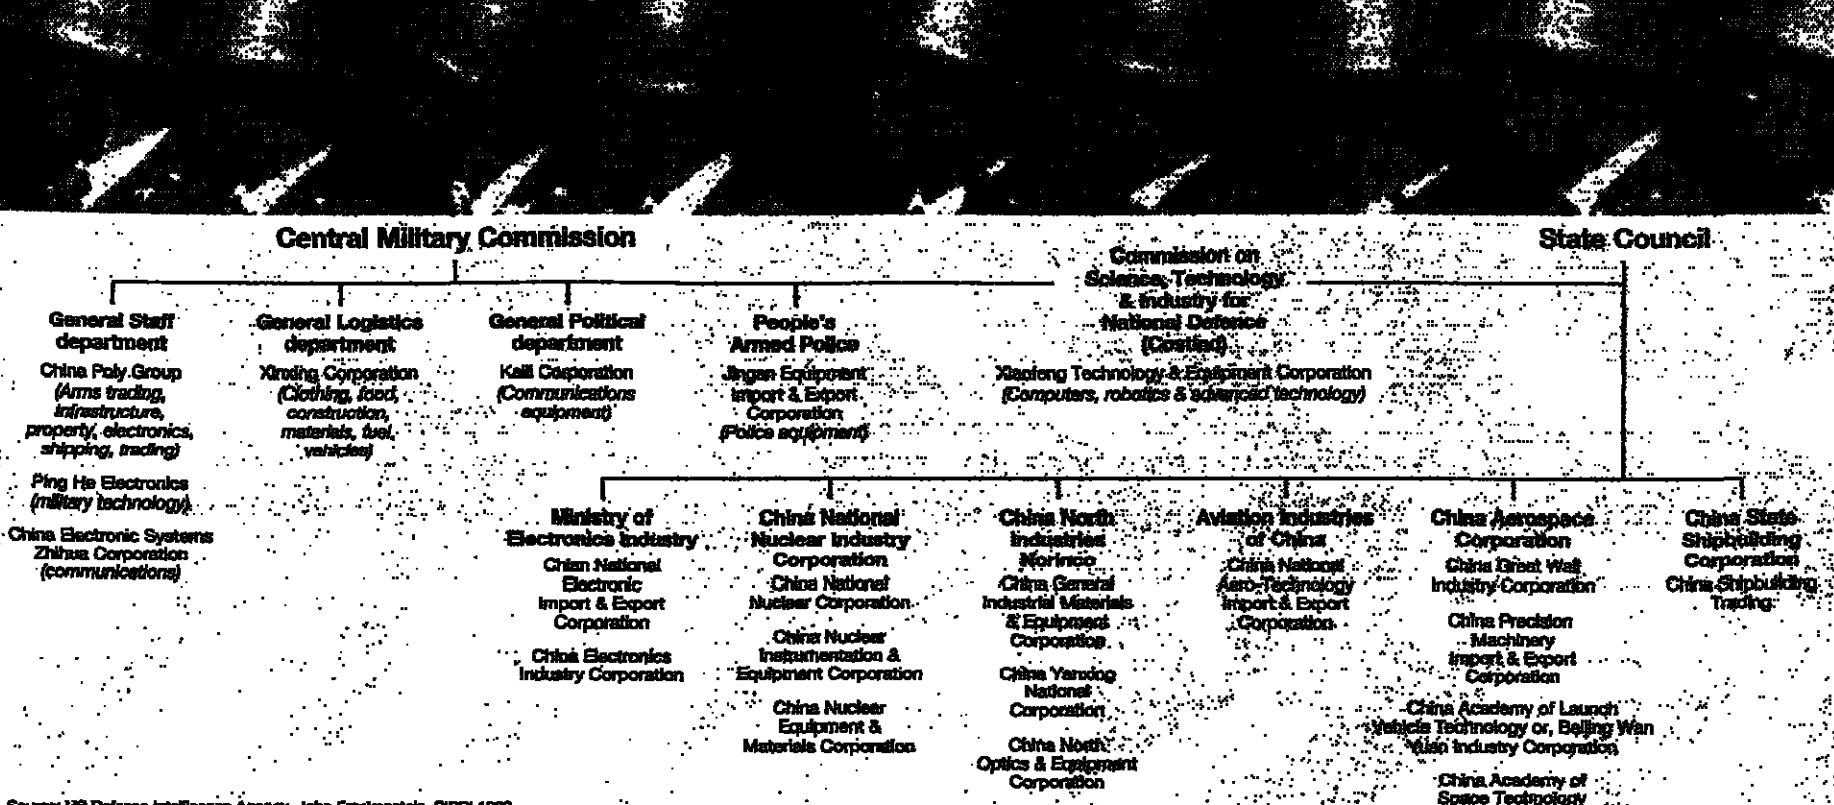 Central Military Commission
State Council
General Staff
department
China Poly Group
(Arms trading,
infrastructure,
property, electronics,
shipping, trading)
Ping He Electronics
(military technology)
China Electronic Systems
Zhihua Corporation
(communications)
General Logistics
department
Xinxing Corporation
(Clothing, food,
construction,
materials, fuel,
vehicles)
General Political
department
Kaili Corporation
(Communications
equipment)
People's
Armed Police
Jingan Equipment
Import & Export
Corporation
(Police equipment)
Commission on
Science, Technology
& Industry for
National Defence
(Costind)
Xiaofeng Technology & Equipment Corporation
(Computers, robotics & advanced technology)
Ministry of
Electronics Industry
Chian National
Electronic
Import & Export
Corporation
China Electronics
Industry Corporation
China National
Nuclear Industry
Corporation
China National
Nuclear Corporation
China Nuclear
Instrumentation &
Equipment Corporation
China Nuclear
Equipment &
Materials Corporation
China North
Industries
Norinco
China General
Industrial Materials
& Equipment
Corporation
China Yanxing
National
Corporation
China North
Optics & Equipment
Corporation
Aviation Industries
of China
China National
Aero-Technology
Import & Export
Corporation
China Aerospace
Corporation
China Great Wall
Industry Corporation
China Precision
Machinery
Import & Export
Corporation
China Academy of Launch
Vehicle Technology or, Beijing Wan
Yuan Industry Corporation
China Academy of
Space Technology
China State
Shipbuilding
Corporation
China Shipbuilding
Trading